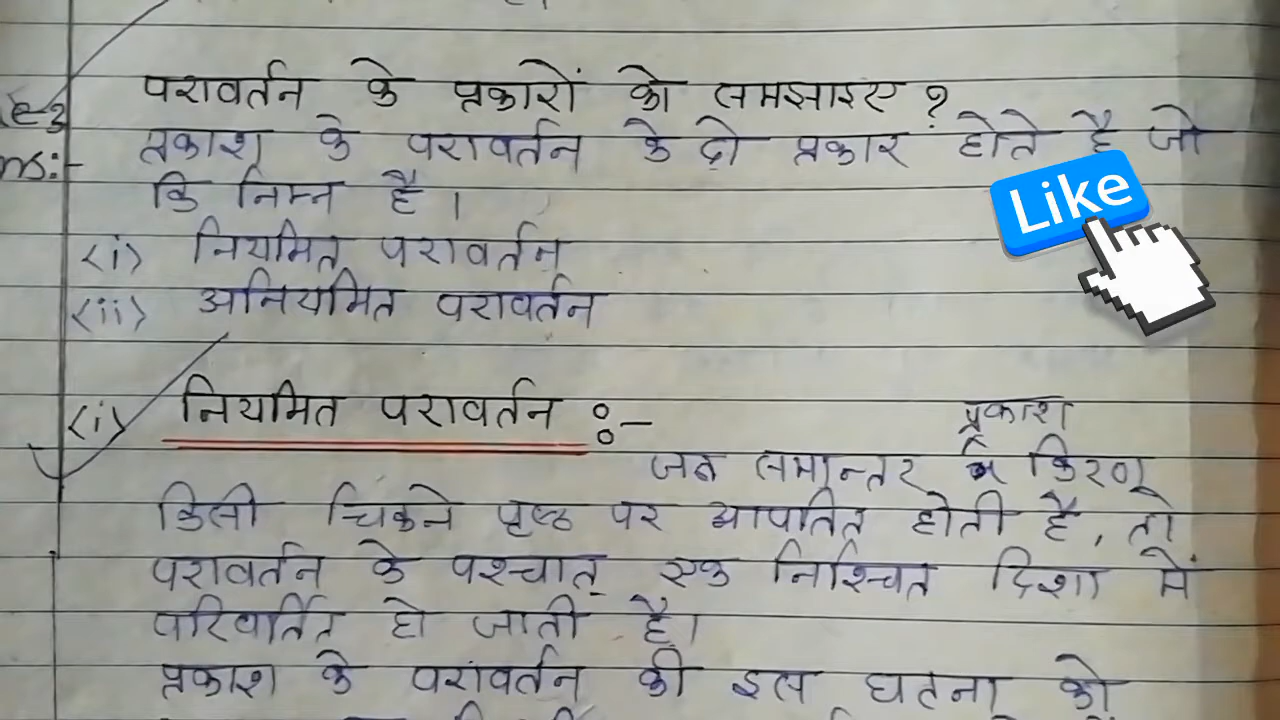 परावर्तन के प्रकारों को समझाइए ?
प्रकाश के परावर्तन के दो प्रकार होते है जो
कि निम्न है ।
Like
(i) नियमित परावर्तन
(ii) अनियमित परावर्तन
(i) नियमित परावर्तन :-
प्रकाश
जब समान्तर किरण
किसी चिकने पृष्ठ पर आपतित होती है, तो
परावर्तन के पश्चात् एक निश्चित दिशा में
परिवर्तित हो जाती है।
प्रकाश के परावर्तन की इस घटना को